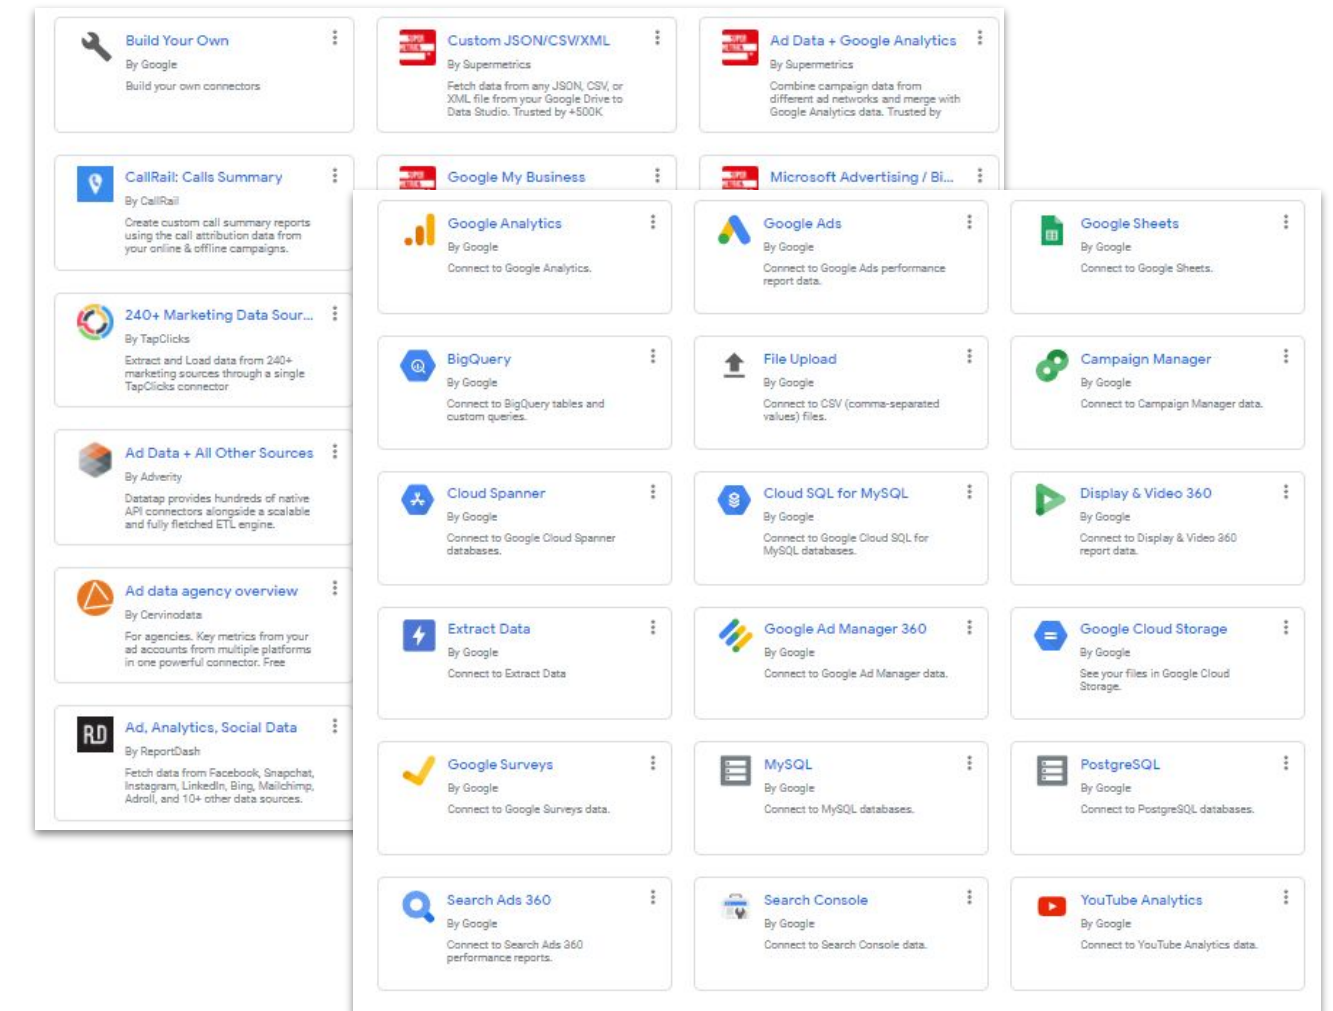 Build Your Own
By Google
Build your own connectors
SUPER
METRICS
Custom JSON/CSV/XML
By Supermetrics
Fetch data from any JSON, CSV, or
XML file from your Google Drive to
Data Studio. Trusted by +500K
SUPER
METRICS
Ad Data + Google Analytics
By Supermetrics
Combine campaign data from
different ad networks and merge with
Google Analytics data. Trusted by
CallRail: Calls Summary
By CallRail
Create custom call summary reports
using the call attribution data from
your online & offline campaigns.
SUPER
METRICS
Google My Business
SUPER
METRICS
Microsoft Advertising / Bi...
240+ Marketing Data Sour...
By TapClicks
Extract and Load data from 240+
marketing sources through a single
TapClicks connector
Ad Data + All Other Sources
By Adverity
Datatap provides hundreds of native
API connectors alongside a scalable
and fully fletched ETL engine.
Ad data agency overview
By Cervinodata
For agencies. Key metrics from your
ad accounts from multiple platforms
in one powerful connector. Free
RD
Ad, Analytics, Social Data
By ReportDash
Fetch data from Facebook, Snapchat,
Instagram, LinkedIn, Bing, Mailchimp,
Adroll, and 10+ other data sources.
Google Analytics
By Google
Connect to Google Analytics.
Google Ads
By Google
Connect to Google Ads performance
report data.
Google Sheets
By Google
Connect to Google Sheets.
BigQuery
By Google
Connect to BigQuery tables and
custom queries.
File Upload
By Google
Connect to CSV (comma-separated
values) files.
Campaign Manager
By Google
Connect to Campaign Manager data.
Cloud Spanner
By Google
Connect to Google Cloud Spanner
databases.
Cloud SQL for MySQL
By Google
Connect to Google Cloud SQL for
MySQL databases.
Display & Video 360
By Google
Connect to Display & Video 360
report data.
Extract Data
By Google
Connect to Extract Data
Google Ad Manager 360
By Google
Connect to Google Ad Manager data.
Google Cloud Storage
By Google
See your files in Google Cloud
Storage.
Google Surveys
By Google
Connect to Google Surveys data.
MySQL
By Google
Connect to MySQL databases.
PostgreSQL
By Google
Connect to PostgreSQL databases.
Search Ads 360
By Google
Connect to Search Ads 360
performance reports.
Search Console
By Google
Connect to Search Console data.
YouTube Analytics
By Google
Connect to YouTube Analytics data.